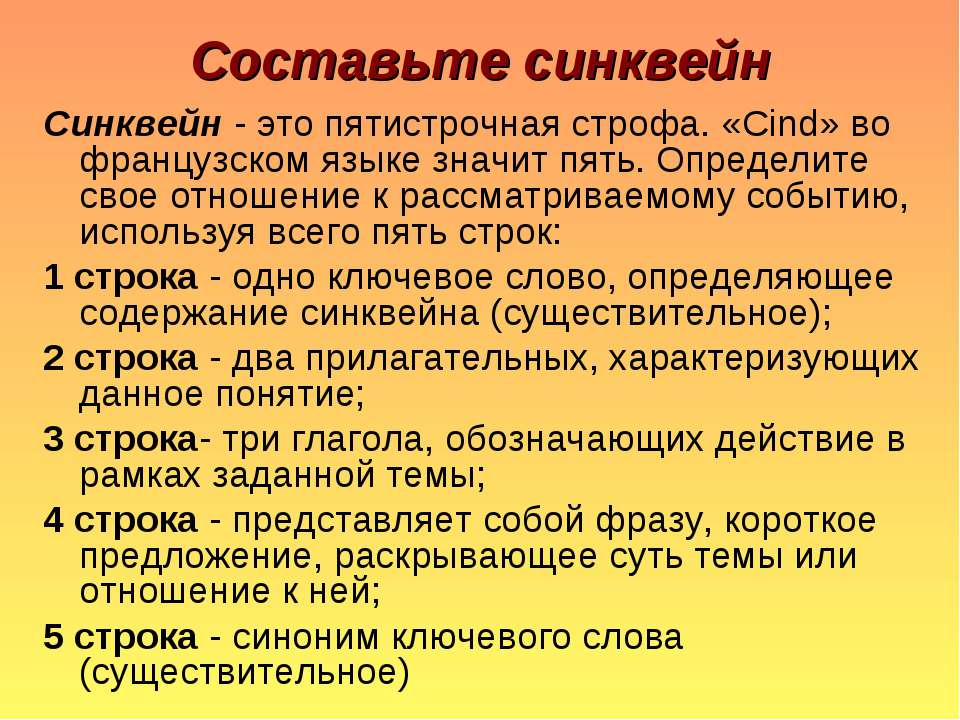 Составьте синквейн
Синквейн - это пятистрочная строфа. «Cind» во
французском языке значит пять. Определите
свое отношение к рассматриваемому событию,
используя всего пять строк:
1 строка - одно ключевое слово, определяющее
содержание синквейна (существительное);
2 строка - два прилагательных, характеризующих
данное понятие;
3 строка- три глагола, обозначающих действие в
рамках заданной темы;
4 строка - представляет собой фразу, короткое
предложение, раскрывающее суть темы или
отношение к ней;
5 строка - синоним ключевого слова
(существительное)